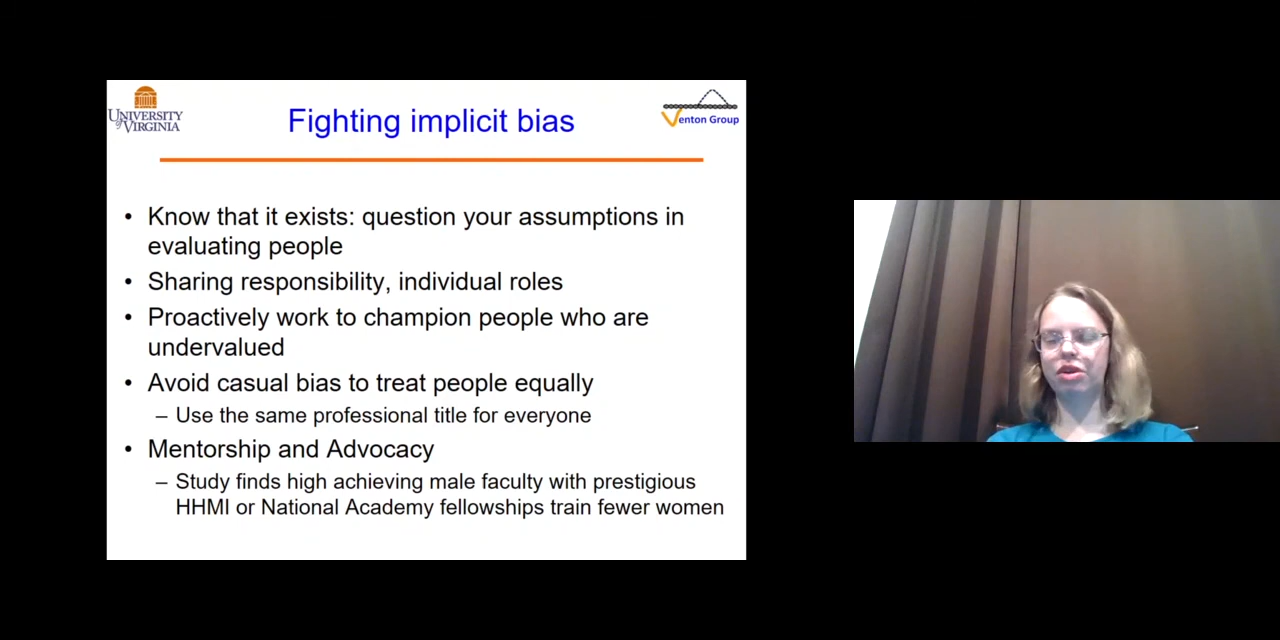 UNIVERSITY
of VIRGINIA
Fighting implicit bias
Venton Group
• Know that it exists: question your assumptions in
evaluating people
• Sharing responsibility, individual roles
• Proactively work to champion people who are
undervalued
• Avoid casual bias to treat people equally
– Use the same professional title for everyone
• Mentorship and Advocacy
– Study finds high achieving male faculty with prestigious
HHMI or National Academy fellowships train fewer women